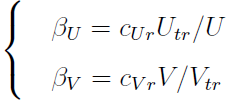 β_U = c_{Ur} U_{tr} / U
β_V = c_{Vr} V / V_{tr}